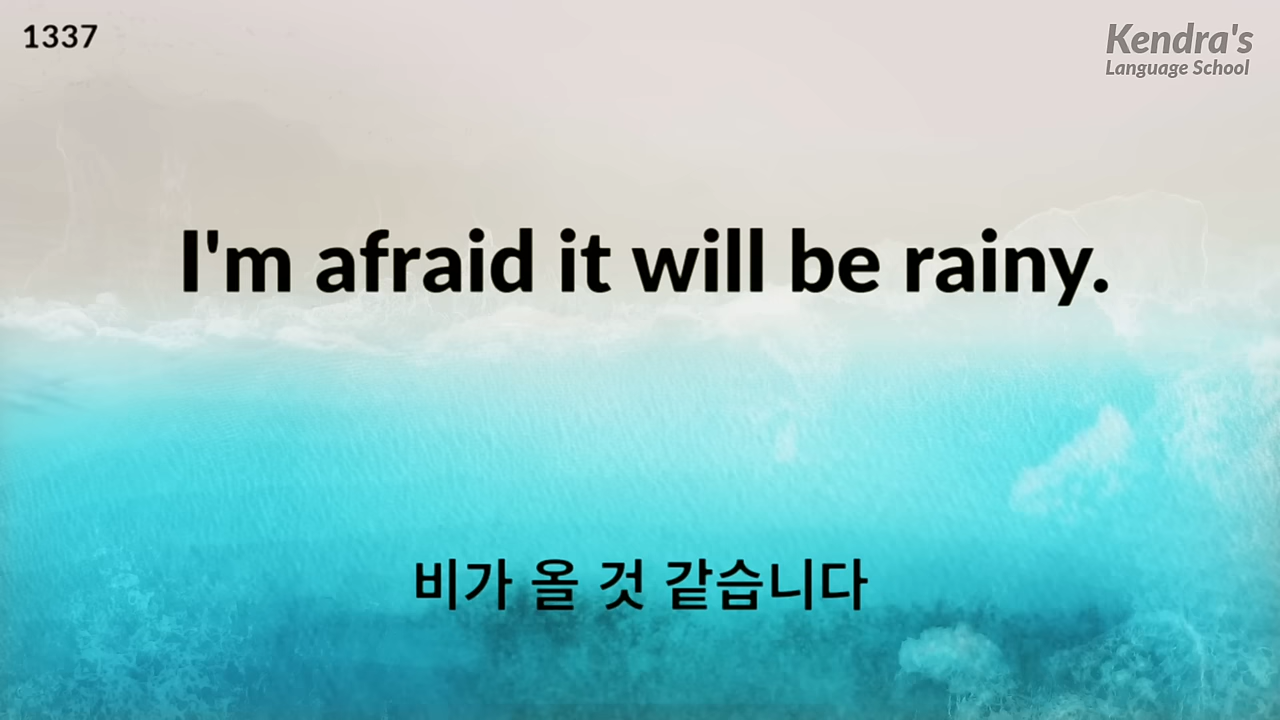 1337
Kendra's
Language School
I'm afraid it will be rainy.
비가 올 것 같습니다